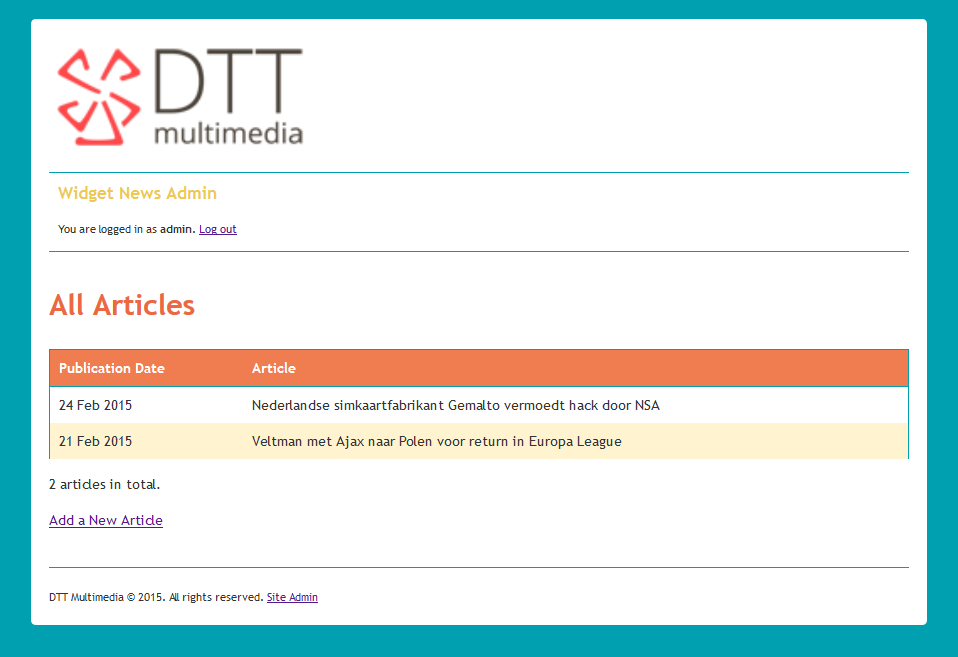 DTT
multimedia
Widget News Admin
You are logged in as admin. Log out
All Articles
Publication Date Article
24 Feb 2015 Nederlandse simkaartfabrikant Gemalto vermoedt hack door NSA
21 Feb 2015 Veltman met Ajax naar Polen voor return in Europa League
2 articles in total.
Add a New Article
DTT Multimedia © 2015. All rights reserved. Site Admin